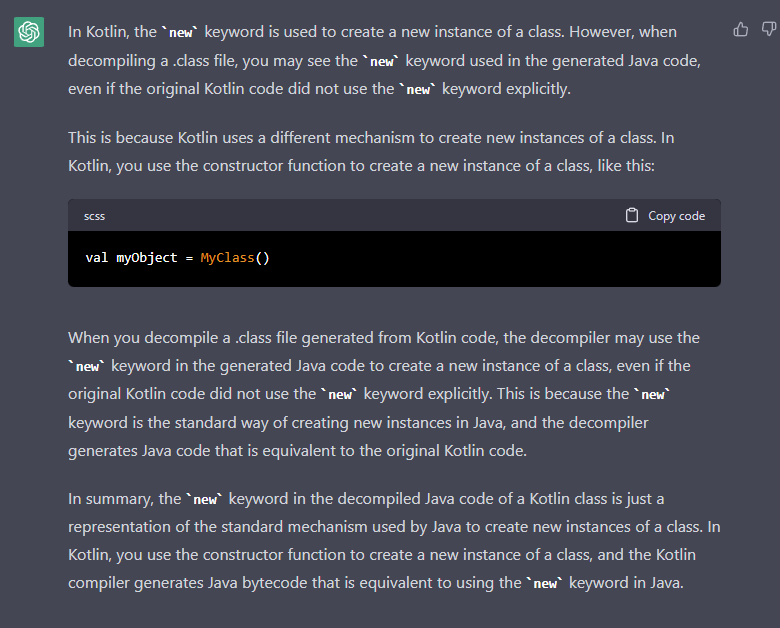 In Kotlin, the `new` keyword is used to create a new instance of a class. However, when
decompiling a .class file, you may see the `new` keyword used in the generated Java code,
even if the original Kotlin code did not use the `new` keyword explicitly.
This is because Kotlin uses a different mechanism to create new instances of a class. In
Kotlin, you use the constructor function to create a new instance of a class, like this:
scss Copy code
val myObject = MyClass()
When you decompile a .class file generated from Kotlin code, the decompiler may use the
`new` keyword in the generated Java code to create a new instance of a class, even if the
original Kotlin code did not use the `new` keyword explicitly. This is because the `new`
keyword is the standard way of creating new instances in Java, and the decompiler
generates Java code that is equivalent to the original Kotlin code.
In summary, the `new` keyword in the decompiled Java code of a Kotlin class is just a
representation of the standard mechanism used by Java to create new instances of a class. In
Kotlin, you use the constructor function to create a new instance of a class, and the Kotlin
compiler generates Java bytecode that is equivalent to using the `new` keyword in Java.